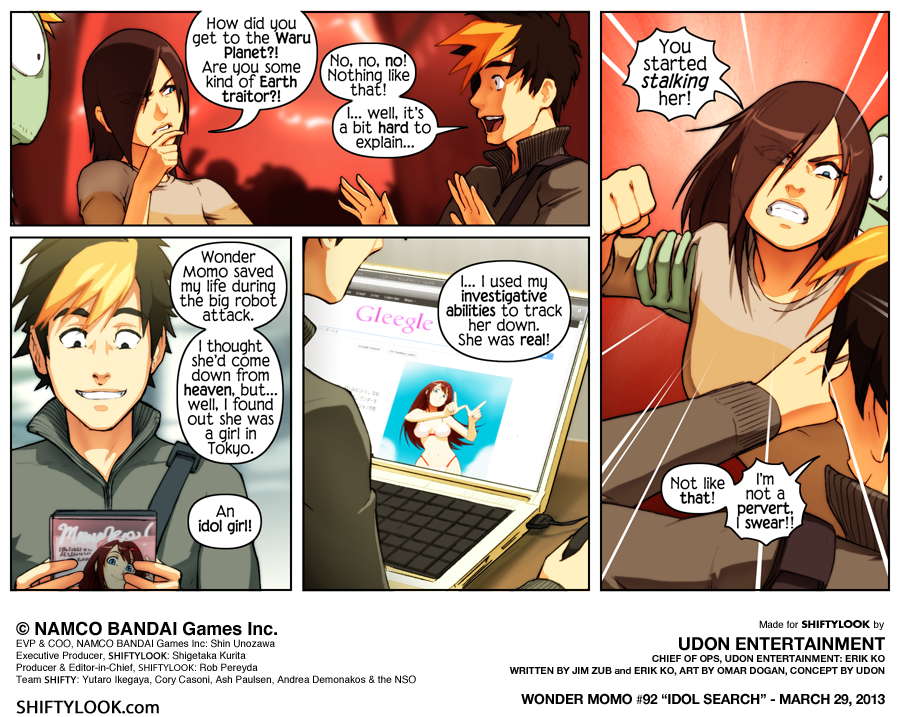 How did you
get to the Waru
Planet?!
Are you some
kind of Earth
traitor?!
No, no, no!
Nothing like
that!
I... well, it's
a bit hard to
explain...
You
started
stalking
her!
Wonder
Momo saved
my life during
the big robot
attack.
I thought
she'd come
down from
heaven, but...
well, I found
out she was
a girl in
Tokyo.
An
idol girl!
I... I used my
investigative
abilities to track
her down.
She was real!
Gleegle
Not like
that!
I'm
not a
pervert,
I swear!!
© NAMCO BANDAI Games Inc.
EVP & COO, NAMCO BANDAI Games Inc: Shin Unozawa
Executive Producer, SHIFTYLOOK: Shigetaka Kurita
Producer & Editor-in-Chief, SHIFTYLOOK: Rob Pereyda
Team SHIFTY: Yutaro Ikegaya, Cory Casoni, Ash Paulsen, Andrea Demonakos & the NSO
SHIFTYLOOK.com
Made for SHIFTYLOOK by
UDON ENTERTAINMENT
CHIEF OF OPS, UDON ENTERTAINMENT: ERIK KO
WRITTEN BY JIM ZUB and ERIK KO, ART BY OMAR DOGAN, CONCEPT BY UDON
WONDER MOMO #92 “IDOL SEARCH” - MARCH 29, 2013